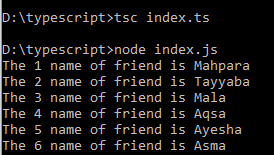 D:\typescript>tsc index.ts
D:\typescript>node index.js
The 1 name of friend is Mahpara
The 2 name of friend is Tayyaba
The 3 name of friend is Mala
The 4 name of friend is Aqsa
The 5 name of friend is Ayesha
The 6 name of friend is Asma